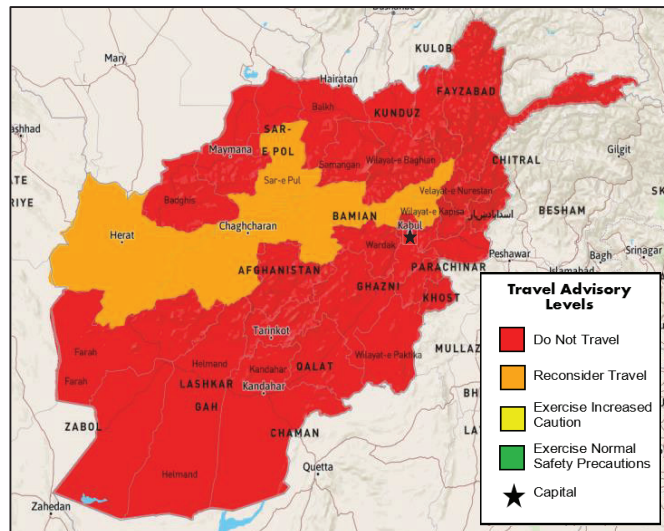 Dushanbe
KULOB
Mary
Hairatan
FAYZABAD
Balkh
KUNDUZ
SAR-
E POL
Maymana
Samangan
Wilayat-e Baghlan
CHITRAL
Gilgit
Sar-e Pul
Badghis
Velayat-e Nurestan
BAMIAN
Wilayat-e Kapisa
BESHAM
Herat
Chaghcharan
Kabul
Wardak
Peshawar
Islamabad
Bagh
Srinagar
AFGHANISTAN
PARACHINAR
GHAZNI
KHOST
Tarinkot
Farah
Helmand
Kandahar
QALAT
Wilayat-e Paktika
Farah
LASHKAR
GAH
Kandahar
ZABOL
CHAMAN
Helmand
Quetta
Zahedan
Travel Advisory
Levels
Do Not Travel
Reconsider Travel
Exercise Increased
Caution
Exercise Normal
Safety Precautions
Capital